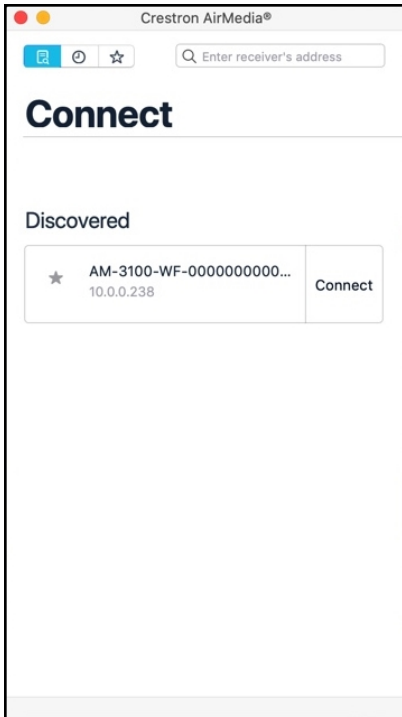 Crestron AirMedia®
Enter receiver's address
Connect
Discovered
AM-3100-WF-0000000000...
10.0.0.238
Connect